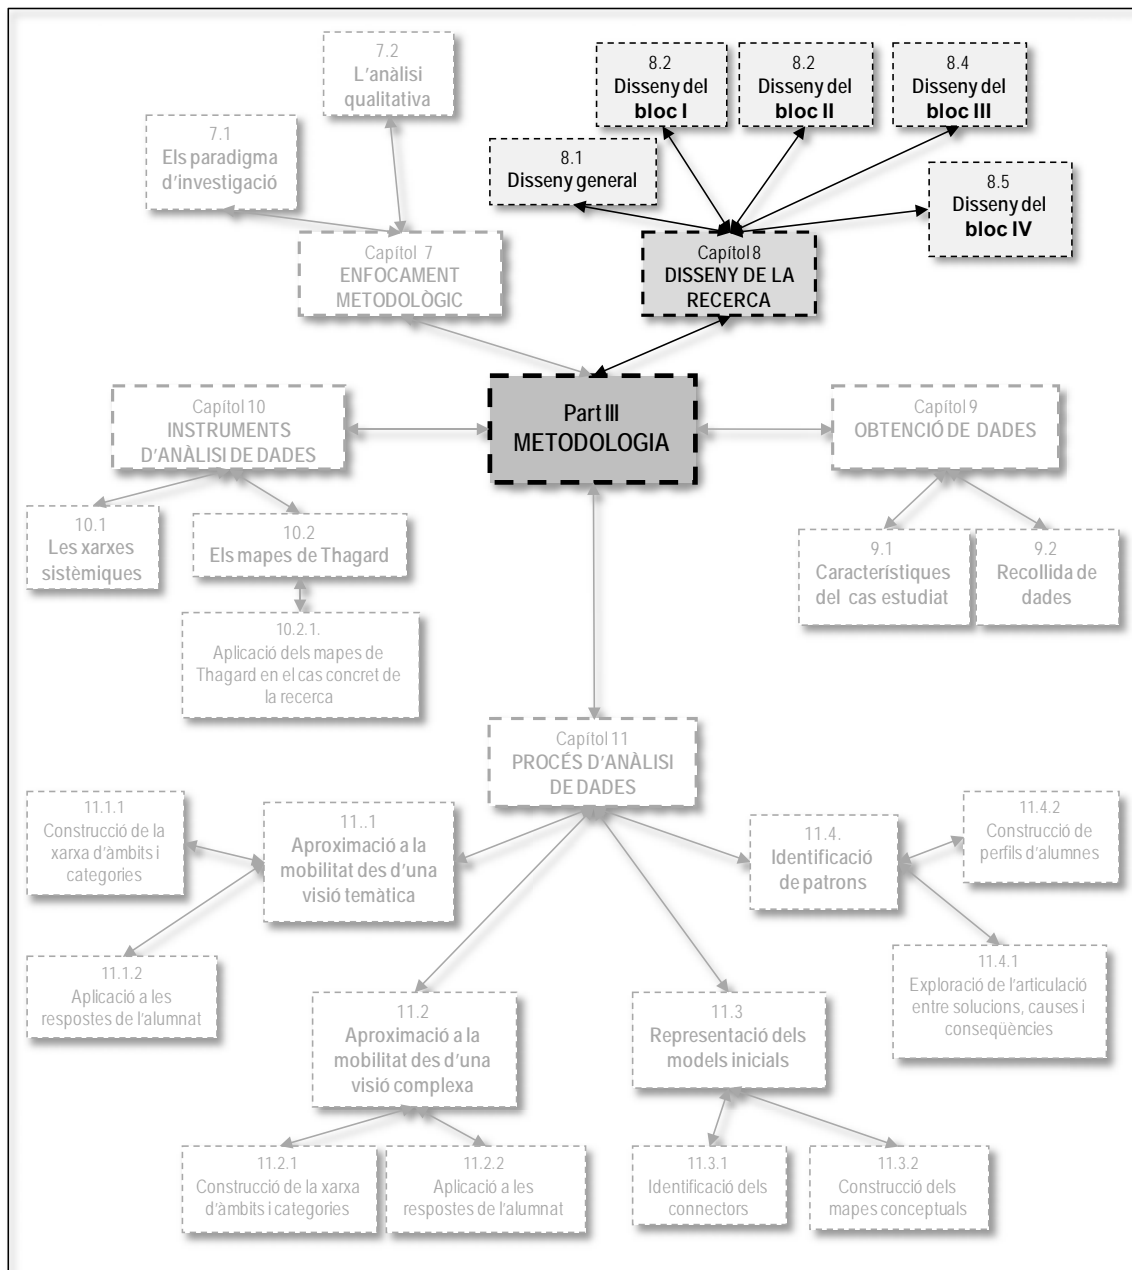 7.2
L'anàlisi
qualitativa
7.1
Els paradigma
d'investigació
8.2
Disseny del
bloc I
8.2
Disseny del
bloc II
8.4
Disseny del
bloc III
8.1
Disseny general
8.5
Disseny del
bloc IV
Capítol 7
ENFOCAMENT
METODOLÒGIC
Capítol 8
DISSENY DE LA
RECERCA
Part III
METODOLOGIA
Capítol 10
INSTRUMENTS
D'ANÀLISI DE DADES
Capítol 9
OBTENCIÓ DE DADES
10.1
Les xarxes
sistèmiques
10.2
Els mapes de Thagard
10.2.1.
Aplicació dels mapes de
Thagard en el cas concret de
la recerca
9.1
Característiques
del cas estudiat
9.2
Recollida de
dades
Capítol 11
PROCÉS D'ANÀLISI
DE DADES
11.1.1
Construcció de la
xarxa d'àmbits i
categories
11..1
Aproximació a la
mobilitat des d'una
visió temàtica
11.4.
Identificació
de patrons
11.4.2
Construcció de
perfils d'alumnes
11.1.2
Aplicació a les
respostes de l'alumnat
11.4.1
Exploració de l'articulació
entre solucions, causes i
conseqüències
11.2
Aproximació a la
mobilitat des d'una
visió complexa
11.3
Representació dels
models inicials
11.2.1
Construcció de la xarxa
d'àmbits i categories
11.2.2
Aplicació a les
respostes de l'alumnat
11.3.1
Identificació dels
connectors
11.3.2
Construcció dels
mapes conceptuals